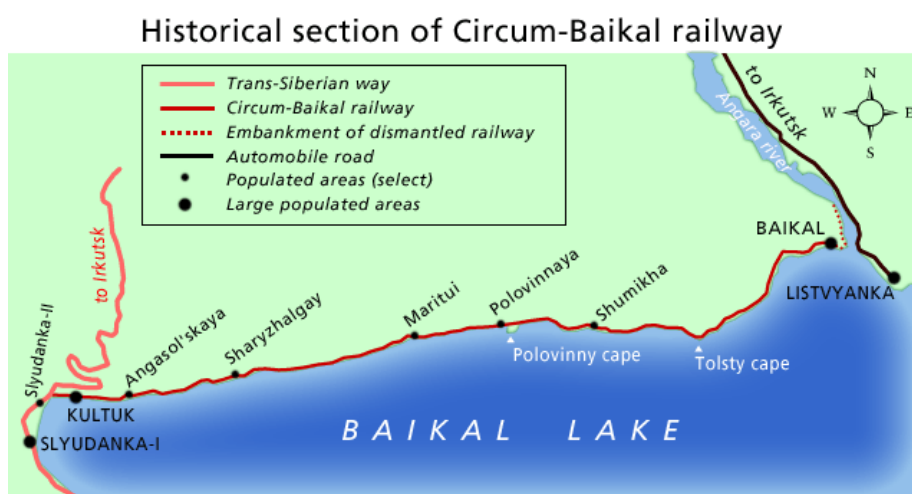 Historical section of Circum-Baikal railway
Trans-Siberian way
Circum-Baikal railway
Embankment of dismantled railway
Automobile road
Populated areas (select)
Large populated areas
to Irkutsk
Angara river
N
W
E
S
to Irkutsk
BAIKAL
LISTVYANKA
Slyudanka-II
Angasol'skaya
Sharyzhalgay
Maritui
Polovinnaya
Shumikha
Polovinny cape
Tolsty cape
KULTUK
SLYUDANKA-I
BAIKAL LAKE